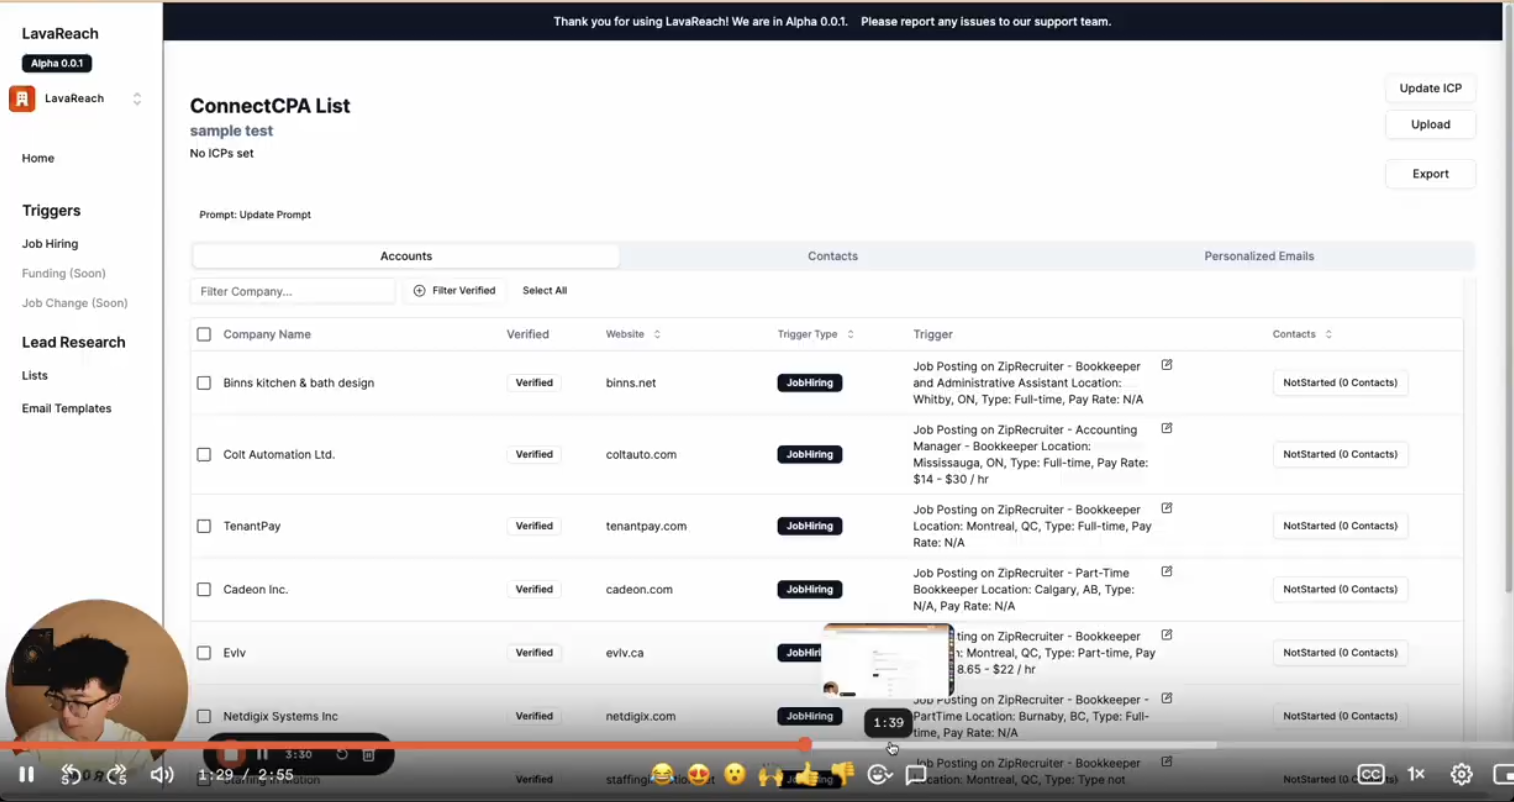 LavaReach
Alpha 0.0.1
LavaReach
Home
Triggers
Job Hiring
Funding (Soon)
Job Change (Soon)
Lead Research
Lists
Email Templates
Thank you for using LavaReach! We are in Alpha 0.0.1. Please report any issues to our support team.
ConnectCPA List
sample test
No ICPs set
Update ICP
Upload
Export
Prompt: Update Prompt
Accounts Contacts Personalized Emails
Filter Company... Filter Verified Select All
Company Name Verified Website Trigger Type Trigger Contacts
Binns kitchen & bath design Verified binns.net JobHiring
Job Posting on ZipRecruiter - Bookkeeper
and Administrative Assistant Location:
Whitby, ON, Type: Full-time, Pay Rate: N/A
NotStarted (0 Contacts)
Colt Automation Ltd. Verified coltauto.com JobHiring
Job Posting on ZipRecruiter - Accounting
Manager - Bookkeeper Location:
Mississauga, ON, Type: Full-time, Pay Rate:
$14 - $30 / hr
NotStarted (0 Contacts)
TenantPay Verified tenantpay.com JobHiring
Job Posting on ZipRecruiter - Bookkeeper
Location: Montreal, QC, Type: Full-time, Pay
Rate: N/A
NotStarted (0 Contacts)
Cadeon Inc. Verified cadeon.com JobHiring
Job Posting on ZipRecruiter - Part-Time
Bookkeeper Location: Calgary, AB, Type:
N/A, Pay Rate: N/A
NotStarted (0 Contacts)
Evlv Verified evlv.ca JobHiri
ting on ZipRecruiter - Bookkeeper
: Montreal, QC, Type: Part-time, Pay
8.65 - $22 / hr
NotStarted (0 Contacts)
Netdigix Systems Inc Verified netdigix.com JobHiring
Job Posting on ZipRecruiter - Bookkeeper -
PartTime Location: Burnaby, BC, Type: Full-
time, Pay Rate: N/A
NotStarted (0 Contacts)
1:39
3:30
in Motion Verified JobHiring
Job Posting on ZipRecruiter - Bookkeeper
Location: Montreal, QC, Type: Type not
NotStarted (0 Contacts)
5 5 1:29 / 2:55 CC 1×